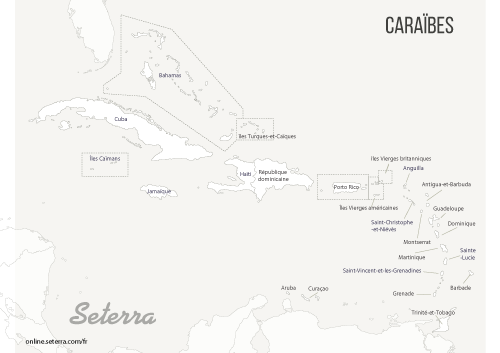 CARAÏBES
Bahamas
Cuba
Îles Turques-et-Caïques
Îles Caïmans
Haïti
République
dominicaine
Jamaïque
Porto Rico
Îles Vierges britanniques
Anguilla
Îles Vierges américaines
Antigua-et-Barbuda
Saint-Christophe
-et-Niévès
Guadeloupe
Dominique
Montserrat
Martinique
Sainte
-Lucie
Saint-Vincent-et-les-Grenadines
Aruba
Curaçao
Grenade
Barbade
Trinité-et-Tobago
Seterra
online.seterra.com/fr